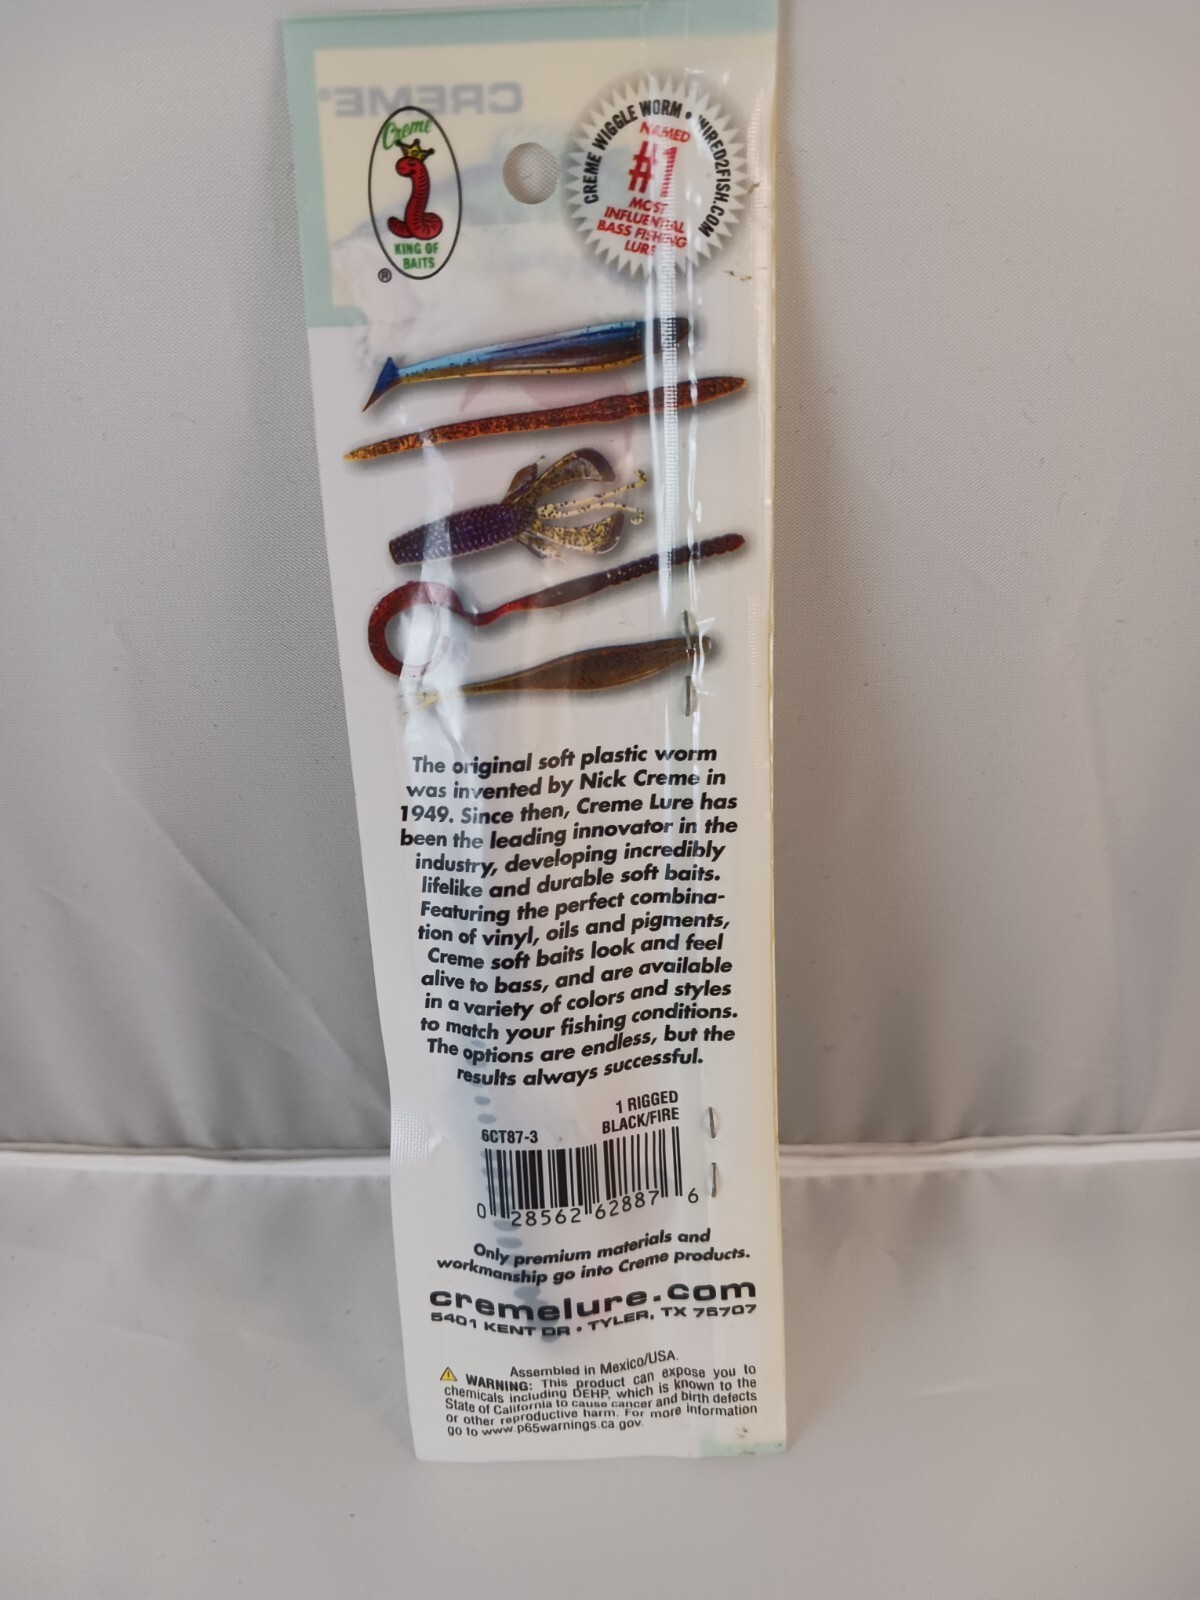 CREME®
Creme
KING OF
BAITS
®
CREME WIGGLE WORM • WIRED2FISH.COM
NAMED
#1
MOST
INFLUENTIAL
BASS FISHING
LURE
The original soft plastic worm
was invented by Nick Creme in
1949. Since then, Creme Lure has
been the leading innovator in the
industry, developing incredibly
lifelike and durable soft baits.
Featuring the perfect combina-
tion of vinyl, oils and pigments,
Creme soft baits look and feel
alive to bass, and are available
in a variety of colors and styles
to match your fishing conditions.
The options are endless, but the
results always successful.
1 RIGGED
BLACK/FIRE
6CT87-3
0 28562 62887 6
Only premium materials and
workmanship go into Creme products.
cremelure.com
5401 KENT DR • TYLER, TX 75707
Assembled in Mexico/USA.
WARNING: This product can expose you to
chemicals including DEHP, which is known to the
State of California to cause cancer and birth defects
or other reproductive harm. For more information
go to www.p65warnings.ca.gov